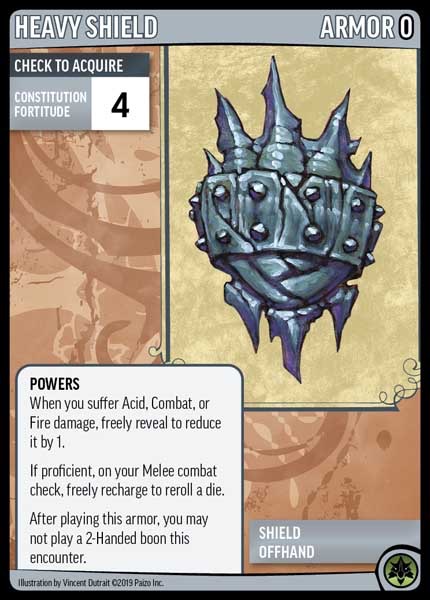 HEAVY SHIELD ARMOR 0
CHECK TO ACQUIRE
CONSTITUTION
FORTITUDE
4
POWERS
When you suffer Acid, Combat, or
Fire damage, freely reveal to reduce
it by 1.
If proficient, on your Melee combat
check, freely recharge to reroll a die.
After playing this armor, you may
not play a 2-Handed boon this
encounter.
SHIELD
OFFHAND
Illustration by Vincent Dutrait ©2019 Paizo Inc.